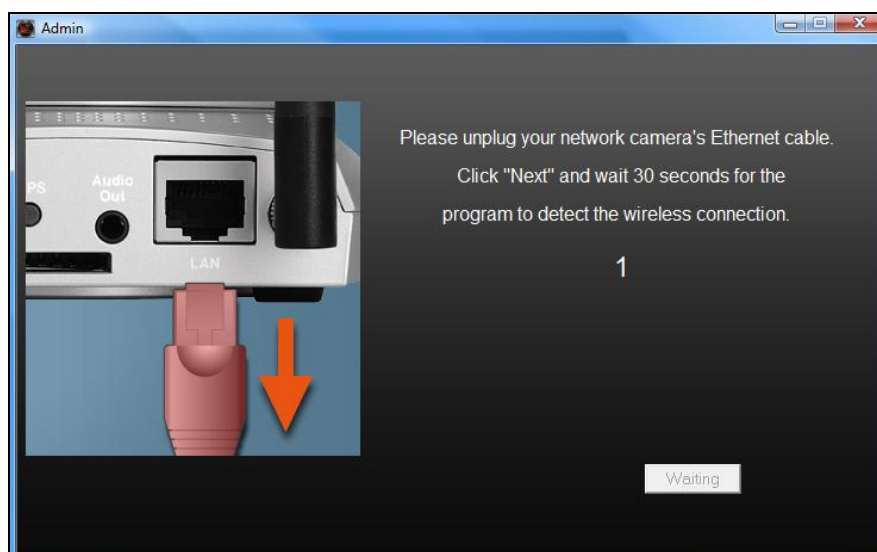 Admin
PS
Audio
Out
LAN
Please unplug your network camera's Ethernet cable.
Click "Next" and wait 30 seconds for the
program to detect the wireless connection.
1
Waiting